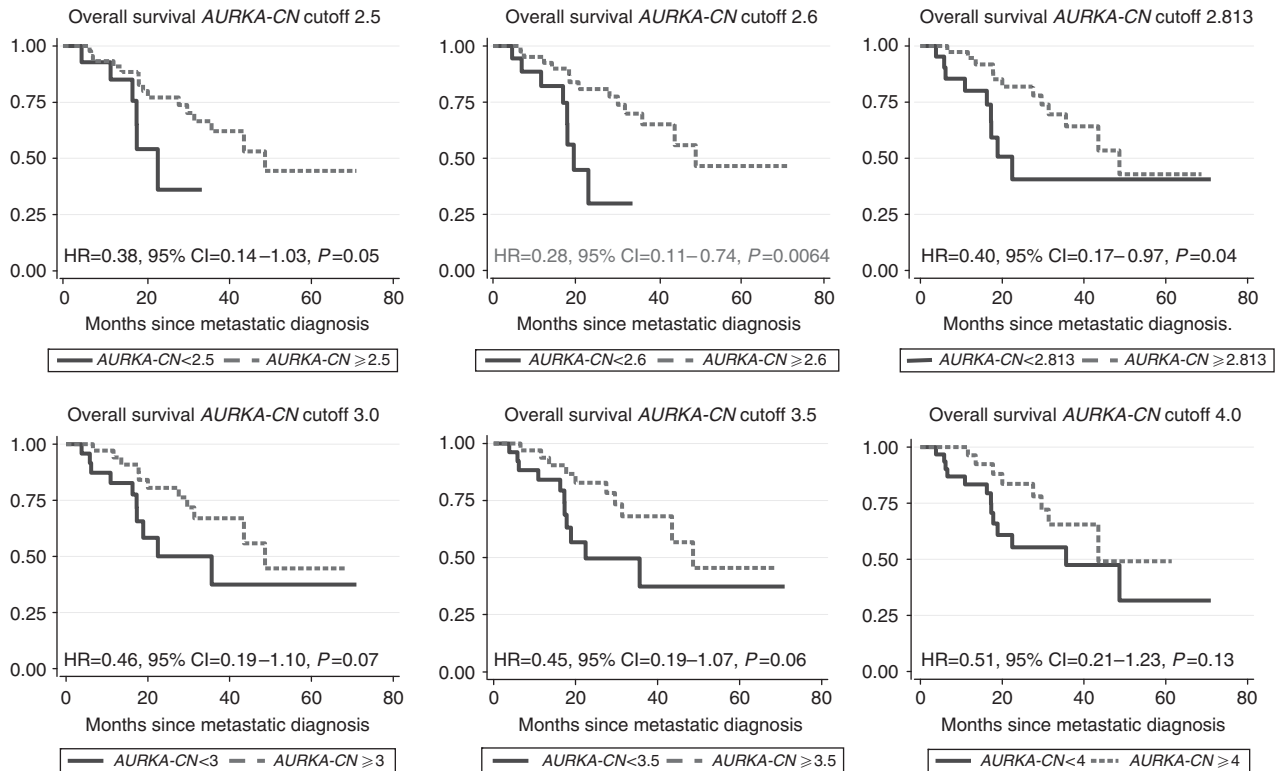 Overall survival AURKA-CN cutoff 2.5
1.00
0.75
0.50
0.25
0.00
HR=0.38, 95% CI=0.14–1.03, P=0.05
0 20 40 60 80
Months since metastatic diagnosis
AURKA-CN<2.5 AURKA-CN ⩾2.5
Overall survival AURKA-CN cutoff 2.6
1.00
0.75
0.50
0.25
0.00
HR=0.28, 95% CI=0.11–0.74, P=0.0064
0 20 40 60 80
Months since metastatic diagnosis
AURKA-CN<2.6 AURKA-CN ⩾2.6
Overall survival AURKA-CN cutoff 2.813
1.00
0.75
0.50
0.25
0.00
HR=0.40, 95% CI=0.17–0.97, P=0.04
0 20 40 60 80
Months since metastatic diagnosis.
AURKA-CN<2.813 AURKA-CN ⩾2.813
Overall survival AURKA-CN cutoff 3.0
1.00
0.75
0.50
0.25
0.00
HR=0.46, 95% CI=0.19–1.10, P=0.07
0 20 40 60 80
Months since metastatic diagnosis
AURKA-CN<3 AURKA-CN ⩾3
Overall survival AURKA-CN cutoff 3.5
1.00
0.75
0.50
0.25
0.00
HR=0.45, 95% CI=0.19–1.07, P=0.06
0 20 40 60 80
Months since metastatic diagnosis
AURKA-CN<3.5 AURKA-CN ⩾3.5
Overall survival AURKA-CN cutoff 4.0
1.00
0.75
0.50
0.25
0.00
HR=0.51, 95% CI=0.21–1.23, P=0.13
0 20 40 60 80
Months since metastatic diagnosis
AURKA-CN<4 AURKA-CN ⩾4